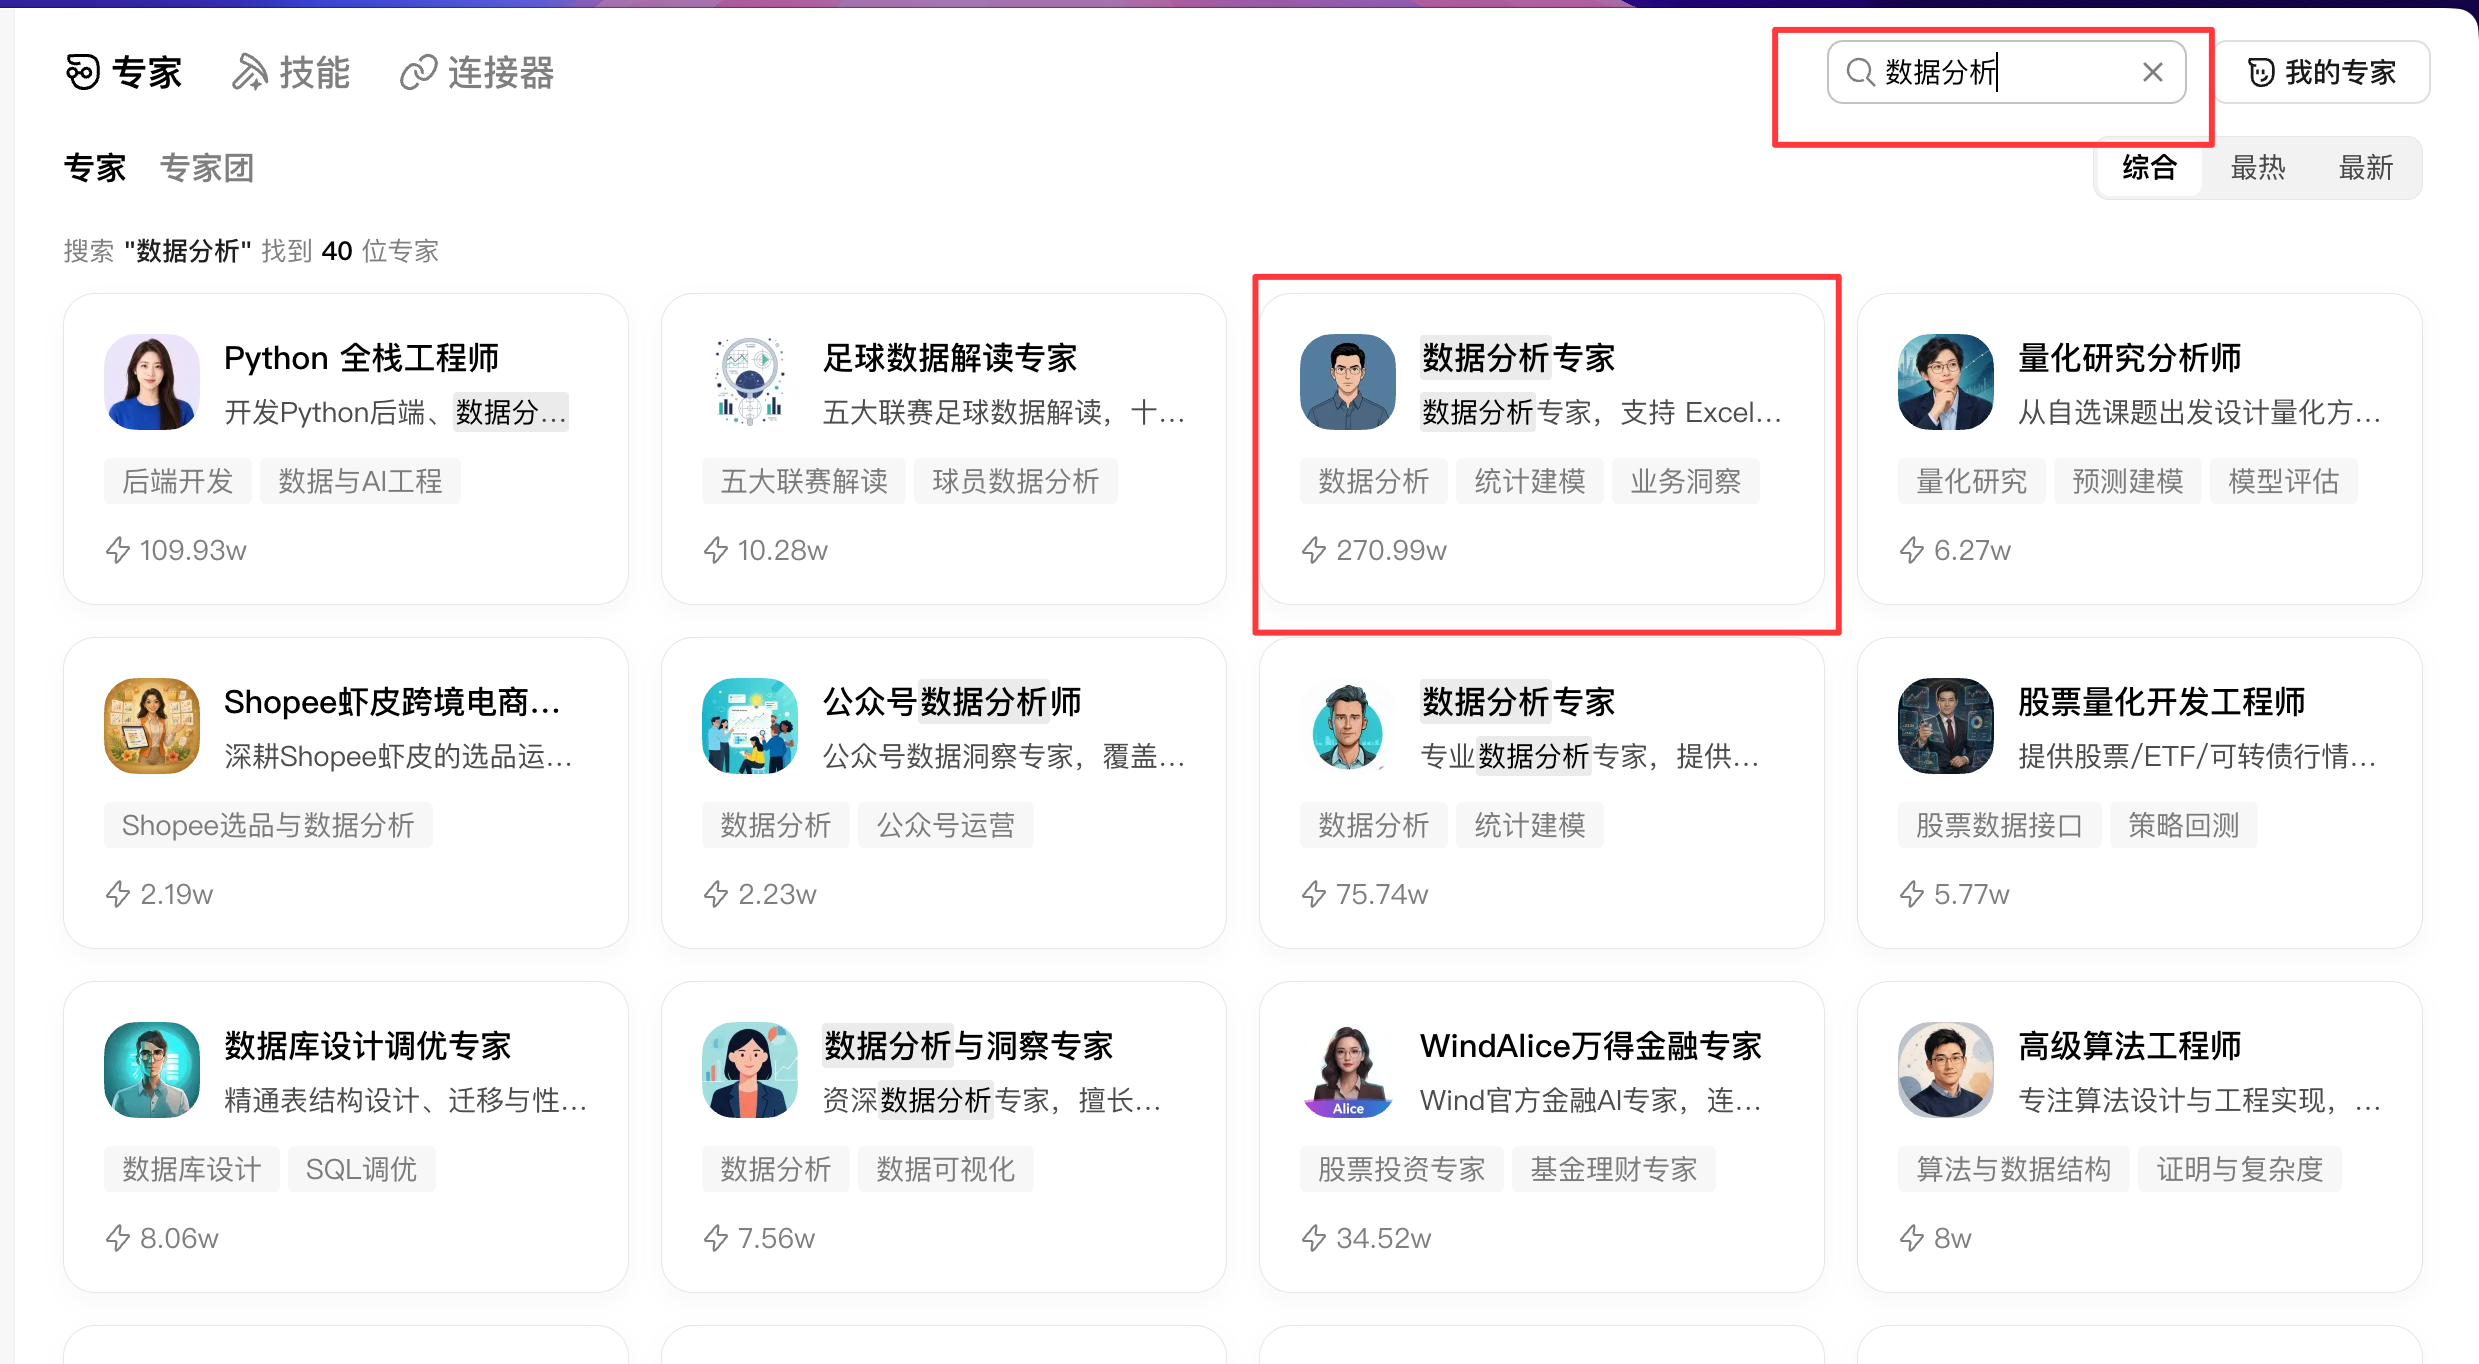 专家 技能 连接器 数据分析 我的专家
专家 专家团 综合 最热 最新
搜索 "数据分析" 找到 40 位专家
Python 全栈工程师
开发Python后端、数据分...
后端开发 数据与AI工程
109.93w
足球数据解读专家
五大联赛足球数据解读，十...
五大联赛解读 球员数据分析
10.28w
数据分析专家
数据分析专家，支持 Excel...
数据分析 统计建模 业务洞察
270.99w
量化研究分析师
从自选课题出发设计量化方...
量化研究 预测建模 模型评估
6.27w
Shopee虾皮跨境电商...
深耕Shopee虾皮的选品运...
Shopee选品与数据分析
2.19w
公众号数据分析师
公众号数据洞察专家，覆盖...
数据分析 公众号运营
2.23w
数据分析专家
专业数据分析专家，提供...
数据分析 统计建模
75.74w
股票量化开发工程师
提供股票/ETF/可转债行情...
股票数据接口 策略回测
5.77w
数据库设计调优专家
精通表结构设计、迁移与性...
数据库设计 SQL调优
8.06w
数据分析与洞察专家
资深数据分析专家，擅长...
数据分析 数据可视化
7.56w
Alice
WindAlice万得金融专家
Wind官方金融AI专家，连...
股票投资专家 基金理财专家
34.52w
高级算法工程师
专注算法设计与工程实现，...
算法与数据结构 证明与复杂度
8w